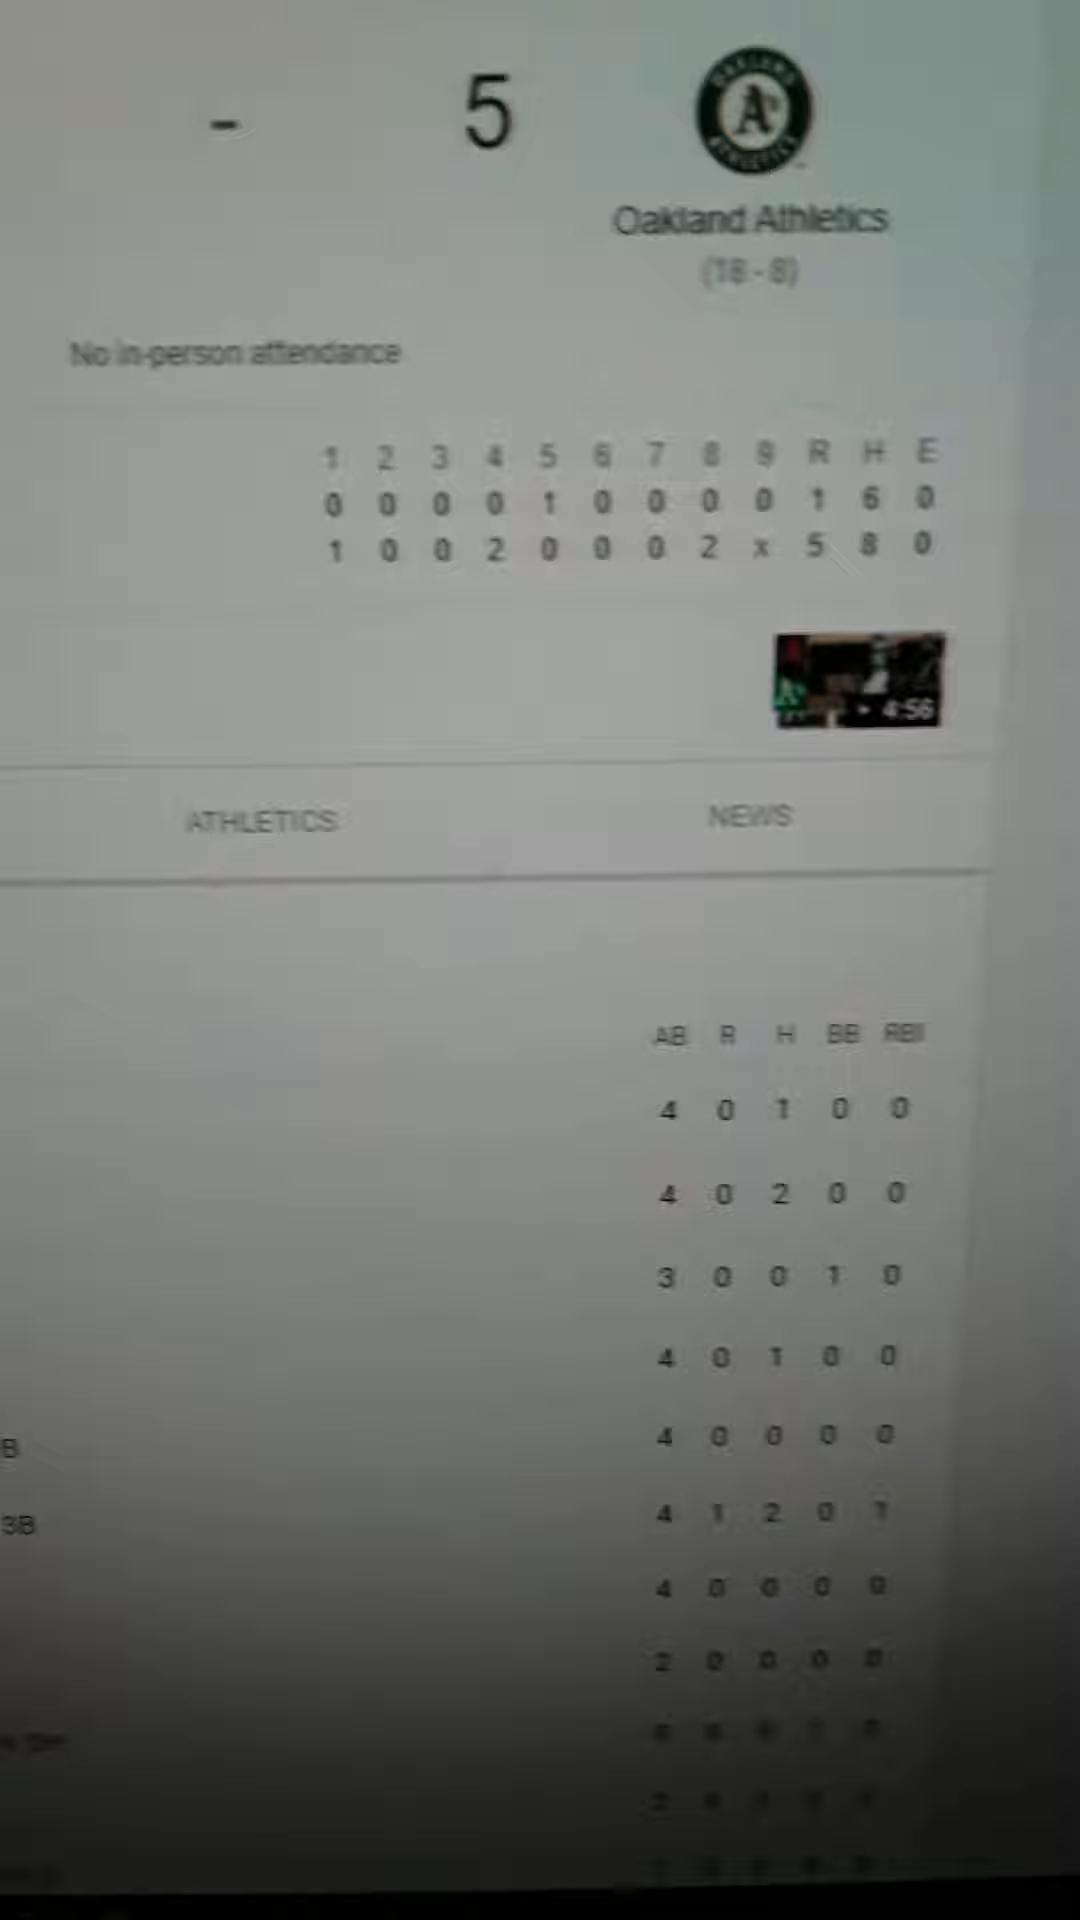 - 5
OAKLAND ATHLETICS A's
Oakland Athletics
(18 - 8)
No in-person attendance
1 2 3 4 5 6 7 8 9 R H E
0 0 0 0 1 0 0 0 0 1 6 0
1 0 0 2 0 0 0 2 x 5 8 0
4:56
ATHLETICS NEWS
AB R H BB RBI
4 0 1 0 0
4 0 2 0 0
3 0 0 1 0
4 0 1 0 0
B 4 0 0 0 0
3B 4 1 2 0 1
4 0 0 0 0
2 0 0 0 0